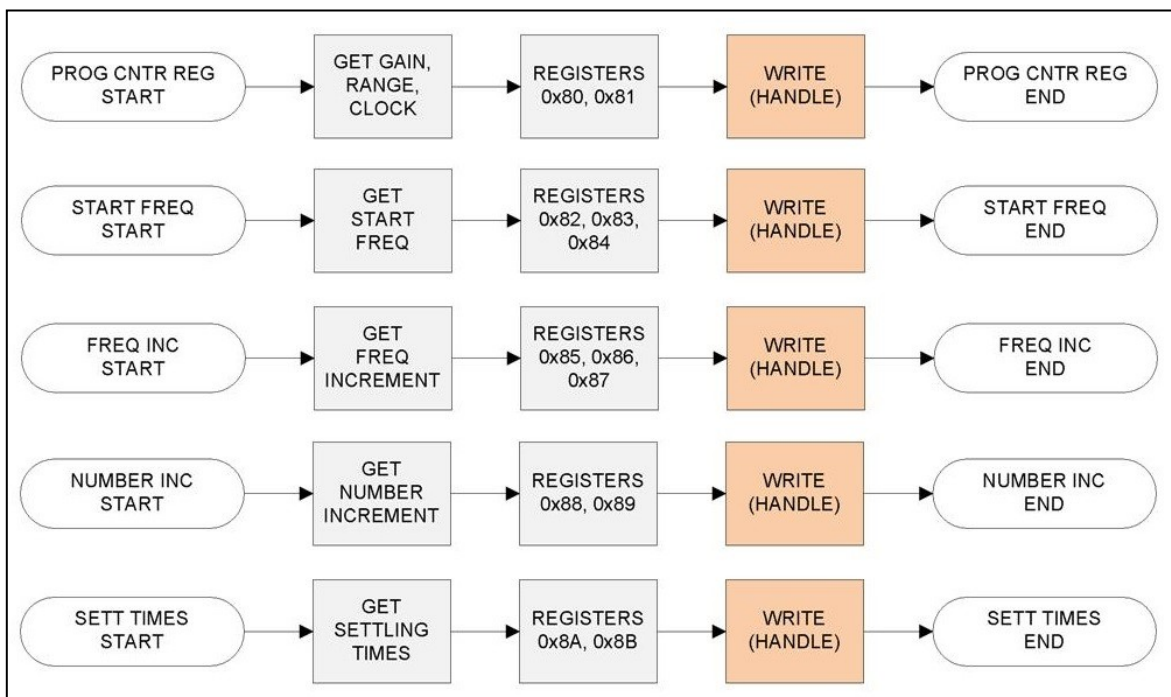 PROG CNTR REG
START
GET GAIN,
RANGE,
CLOCK
REGISTERS
0x80, 0x81
WRITE
(HANDLE)
PROG CNTR REG
END
START FREQ
START
GET
START
FREQ
REGISTERS
0x82, 0x83,
0x84
WRITE
(HANDLE)
START FREQ
END
FREQ INC
START
GET
FREQ
INCREMENT
REGISTERS
0x85, 0x86,
0x87
WRITE
(HANDLE)
FREQ INC
END
NUMBER INC
START
GET
NUMBER
INCREMENT
REGISTERS
0x88, 0x89
WRITE
(HANDLE)
NUMBER INC
END
SETT TIMES
START
GET
SETTLING
TIMES
REGISTERS
0x8A, 0x8B
WRITE
(HANDLE)
SETT TIMES
END